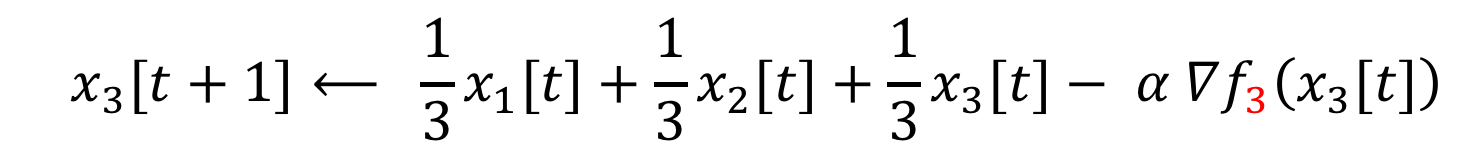 x₃[t + 1] ⟵ 1/3 x₁[t] + 1/3 x₂[t] + 1/3 x₃[t] − α ∇f₃(x₃[t])